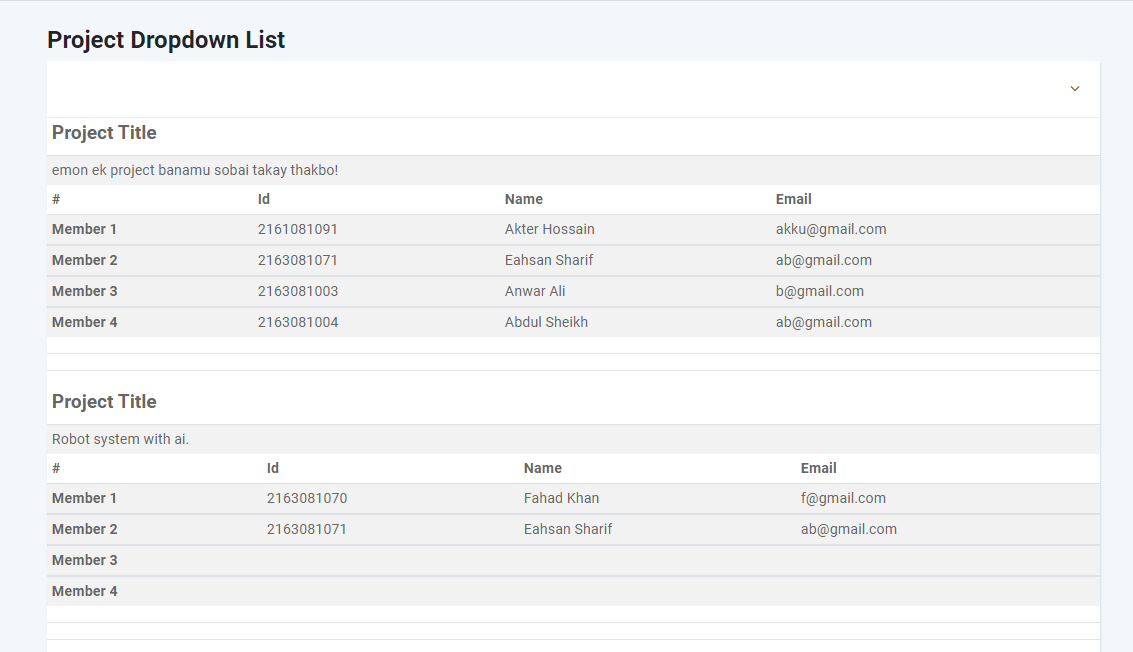 Project Dropdown List
Project Title
emon ek project banamu sobai takay thakbo!
# Id Name Email
Member 1 2161081091 Akter Hossain akku@gmail.com
Member 2 2163081071 Eahsan Sharif ab@gmail.com
Member 3 2163081003 Anwar Ali b@gmail.com
Member 4 2163081004 Abdul Sheikh ab@gmail.com
Project Title
Robot system with ai.
# Id Name Email
Member 1 2163081070 Fahad Khan f@gmail.com
Member 2 2163081071 Eahsan Sharif ab@gmail.com
Member 3
Member 4